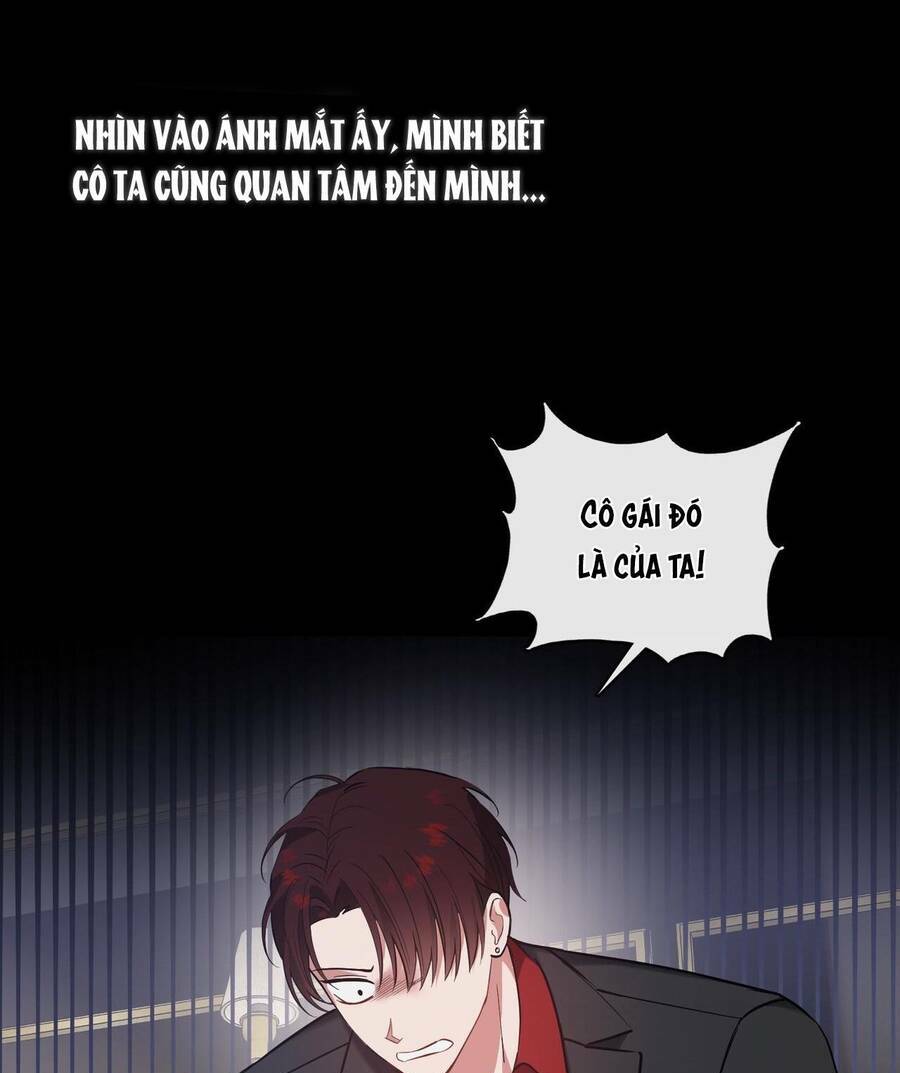 NHÌN VÀO ÁNH MẮT ẤY, MÌNH BIẾT
CÔ TA CŨNG QUAN TÂM ĐẾN MÌNH...
CÔ GÁI ĐÓ
LÀ CỦA TA!